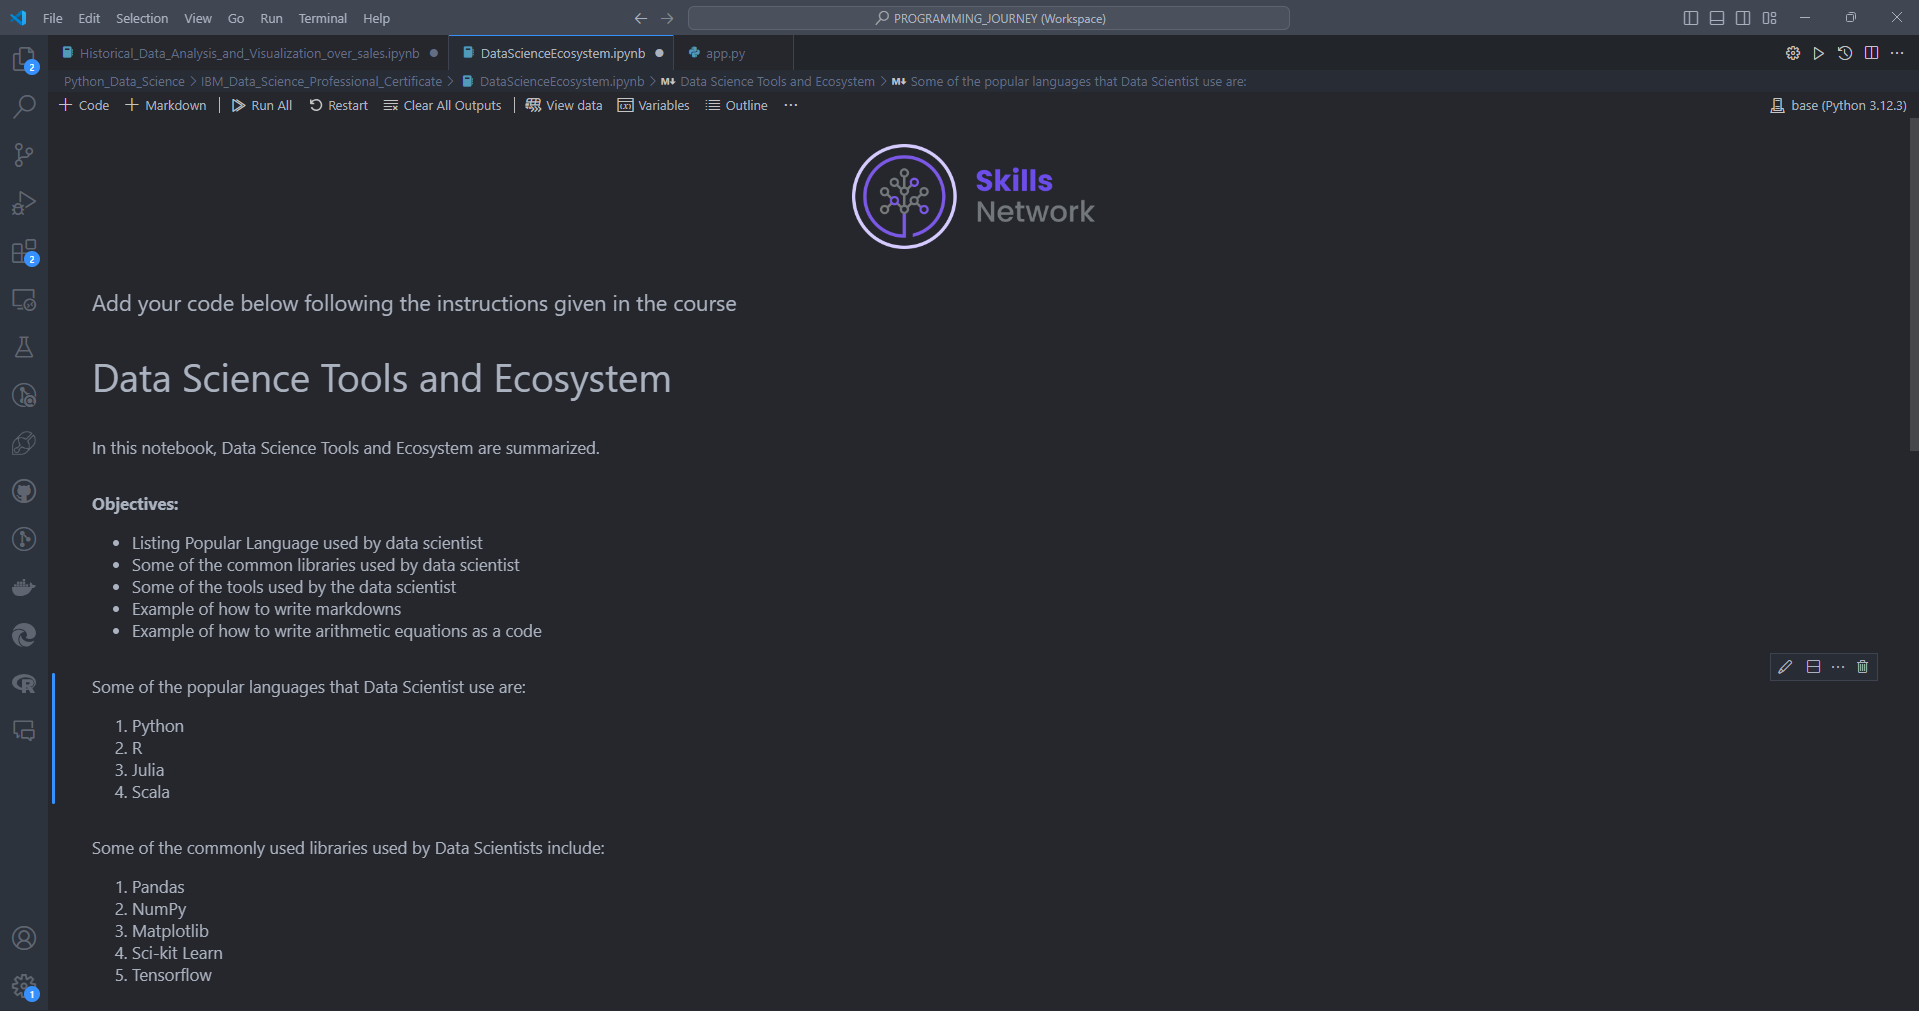 File Edit Selection View Go Run Terminal Help
PROGRAMMING_JOURNEY (Workspace)
Historical_Data_Analysis_and_Visualization_over_sales.ipynb
DataScienceEcosystem.ipynb
app.py
Python_Data_Science > IBM_Data_Science_Professional_Certificate > DataScienceEcosystem.ipynb > M↓ Data Science Tools and Ecosystem > M↓ Some of the popular languages that Data Scientist use are:
+ Code + Markdown | Run All Restart Clear All Outputs | View data Variables Outline ...
base (Python 3.12.3)
2
2
1
Skills
Network
Add your code below following the instructions given in the course
Data Science Tools and Ecosystem
In this notebook, Data Science Tools and Ecosystem are summarized.
Objectives:
• Listing Popular Language used by data scientist
• Some of the common libraries used by data scientist
• Some of the tools used by the data scientist
• Example of how to write markdowns
• Example of how to write arithmetic equations as a code
Some of the popular languages that Data Scientist use are:
1. Python
2. R
3. Julia
4. Scala
Some of the commonly used libraries used by Data Scientists include:
1. Pandas
2. NumPy
3. Matplotlib
4. Sci-kit Learn
5. Tensorflow